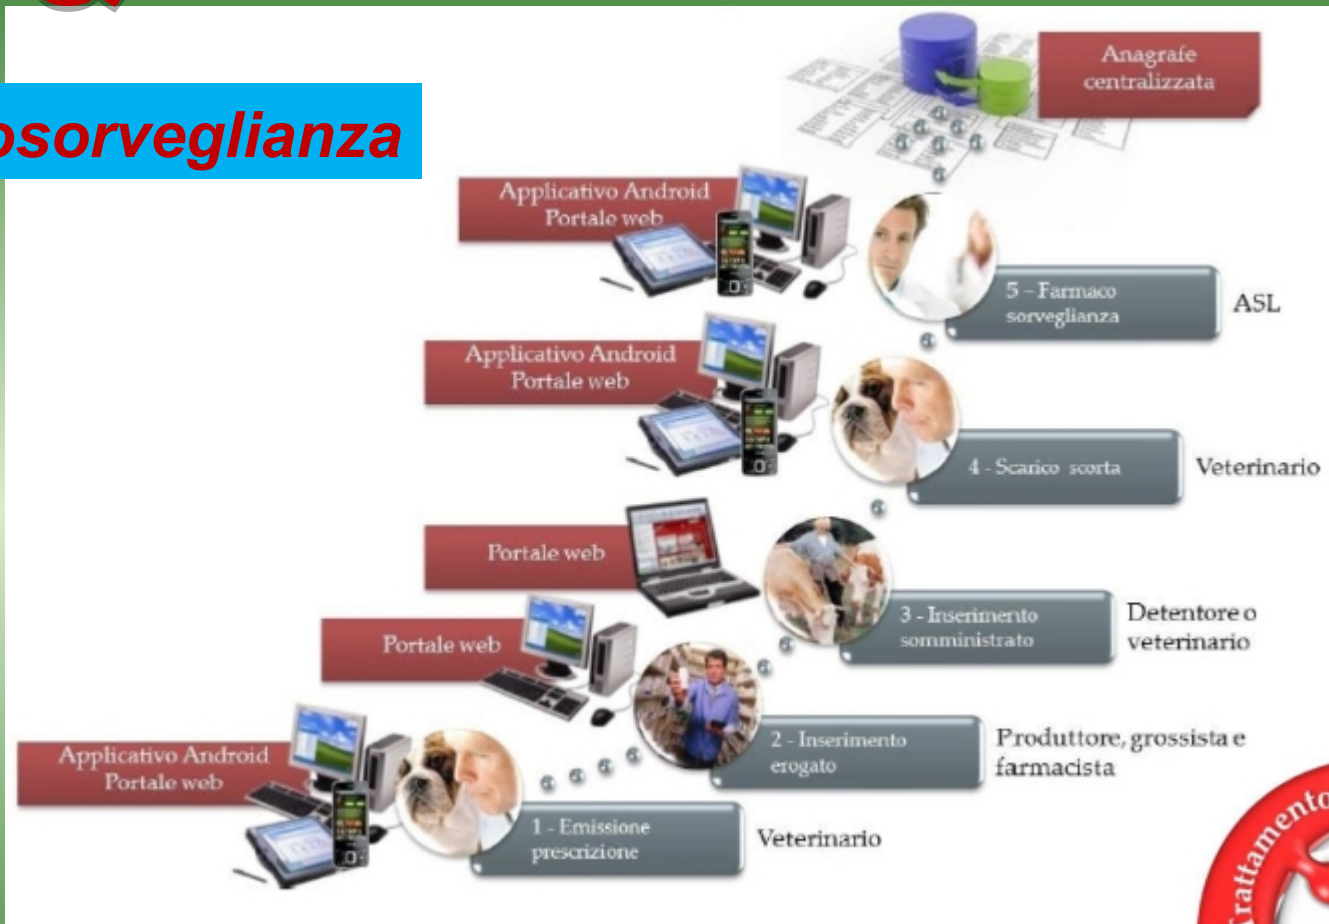 osorveglianza
Anagrafe
centralizzata
Applicativo Android
Portale web
5 – Farmaco
sorveglianza
ASL
Applicativo Android
Portale web
4 - Scarico scorta
Veterinario
Portale web
3 - Inserimento
somministrato
Detentore o
veterinario
Portale web
2 - Inserimento
erogato
Produttore, grossista e
farmacista
Applicativo Android
Portale web
1 - Emissione
prescrizione
Veterinario
Trattamento